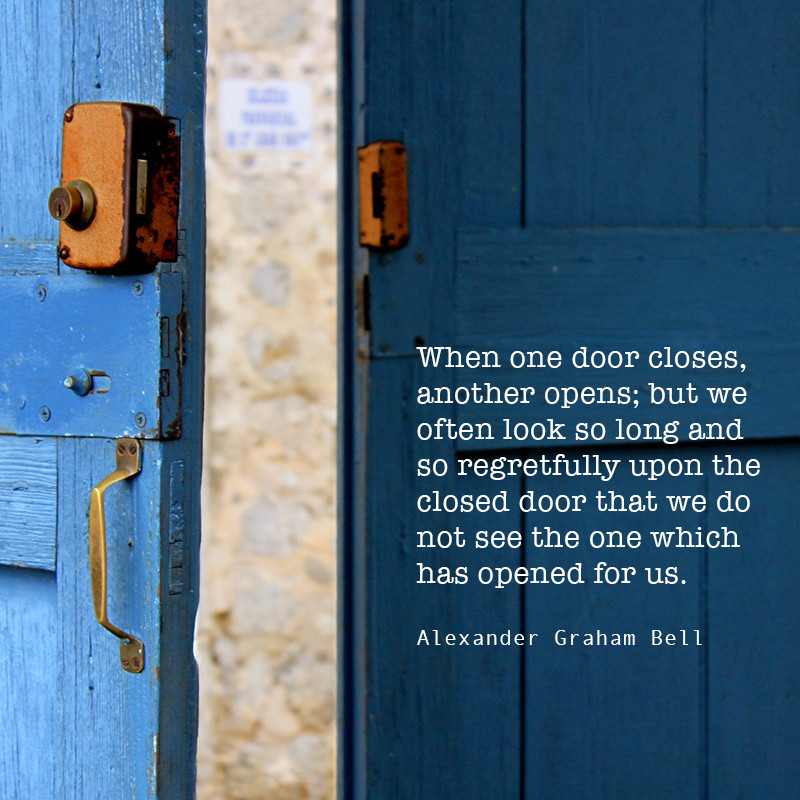 When one door closes,
another opens; but we
often look so long and
so regretfully upon the
closed door that we do
not see the one which
has opened for us.
Alexander Graham Bell